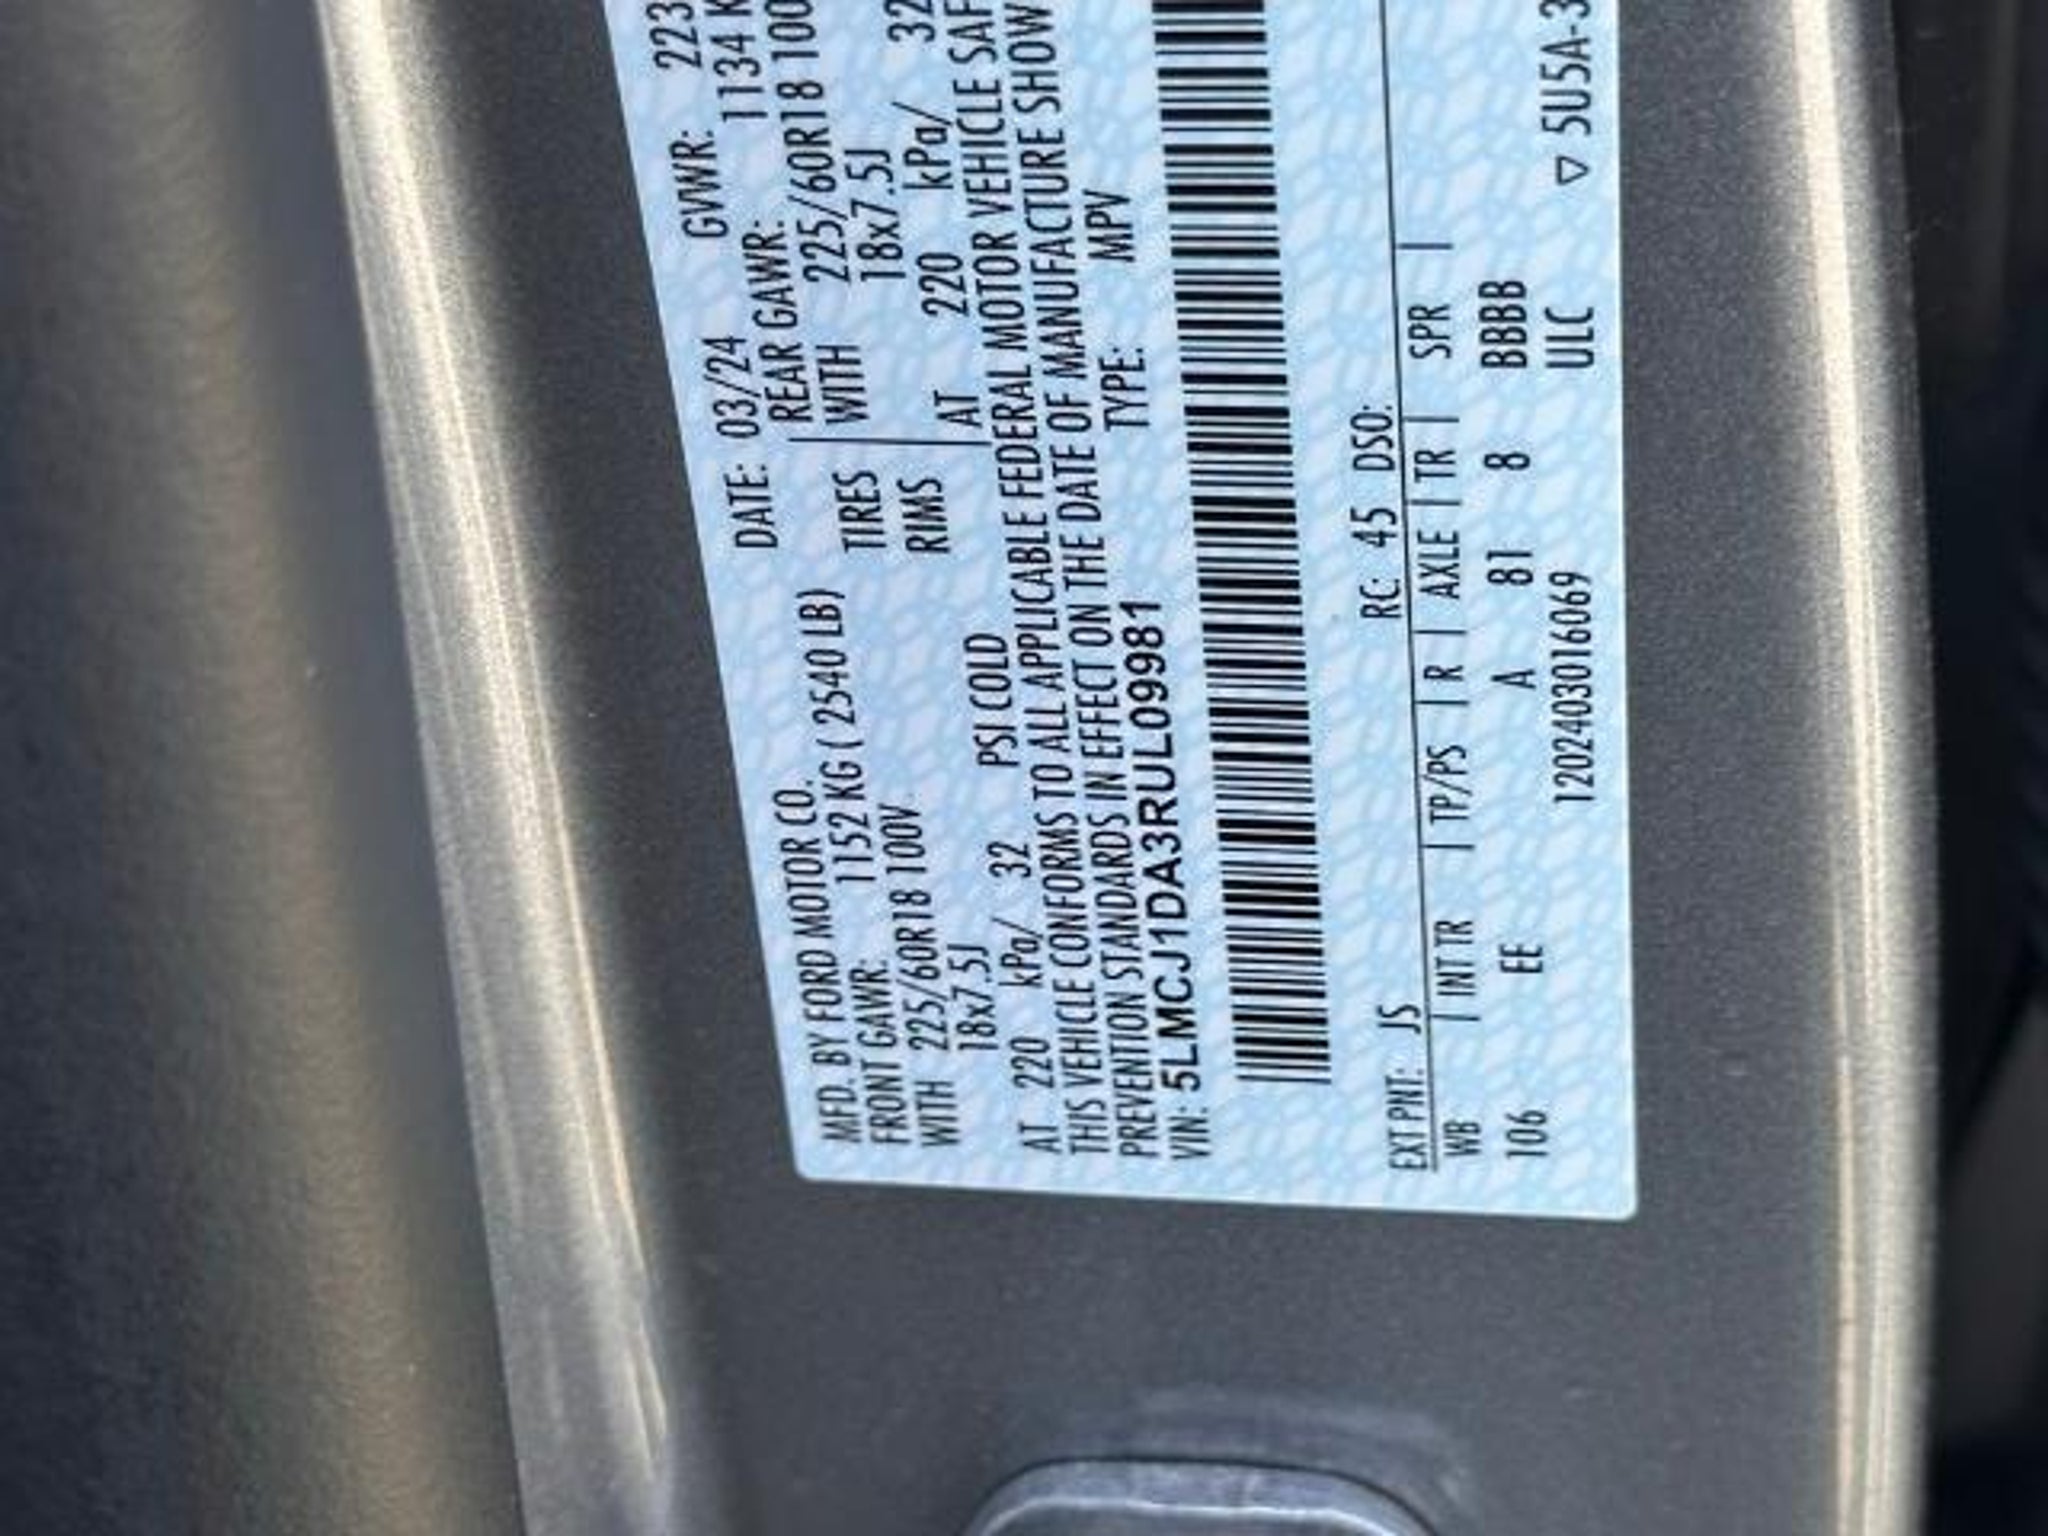 MFD. BY FORD MOTOR CO. DATE: 03/24 GVWR: 223
FRONT GAWR: 1152 KG ( 2540 LB) REAR GAWR: 1134 K
WITH 225/60R18 100V TIRES WITH 225/60R18 100
18x7.5J RIMS 18x7.5J
AT 220 kPa/ 32 PSI COLD AT 220 kPa/ 32
THIS VEHICLE CONFORMS TO ALL APPLICABLE FEDERAL MOTOR VEHICLE SAF
PREVENTION STANDARDS IN EFFECT ON THE DATE OF MANUFACTURE SHOW
VIN: 5LMCJ1DA3RUL09981 TYPE: MPV
EXT PNT: JS RC: 45 DSO:
WB | INT TR | TP/PS | R | AXLE | TR | SPR |
106 EE A 81 8 BBBB
1202403016069 ULC ▽ 5U5A-3